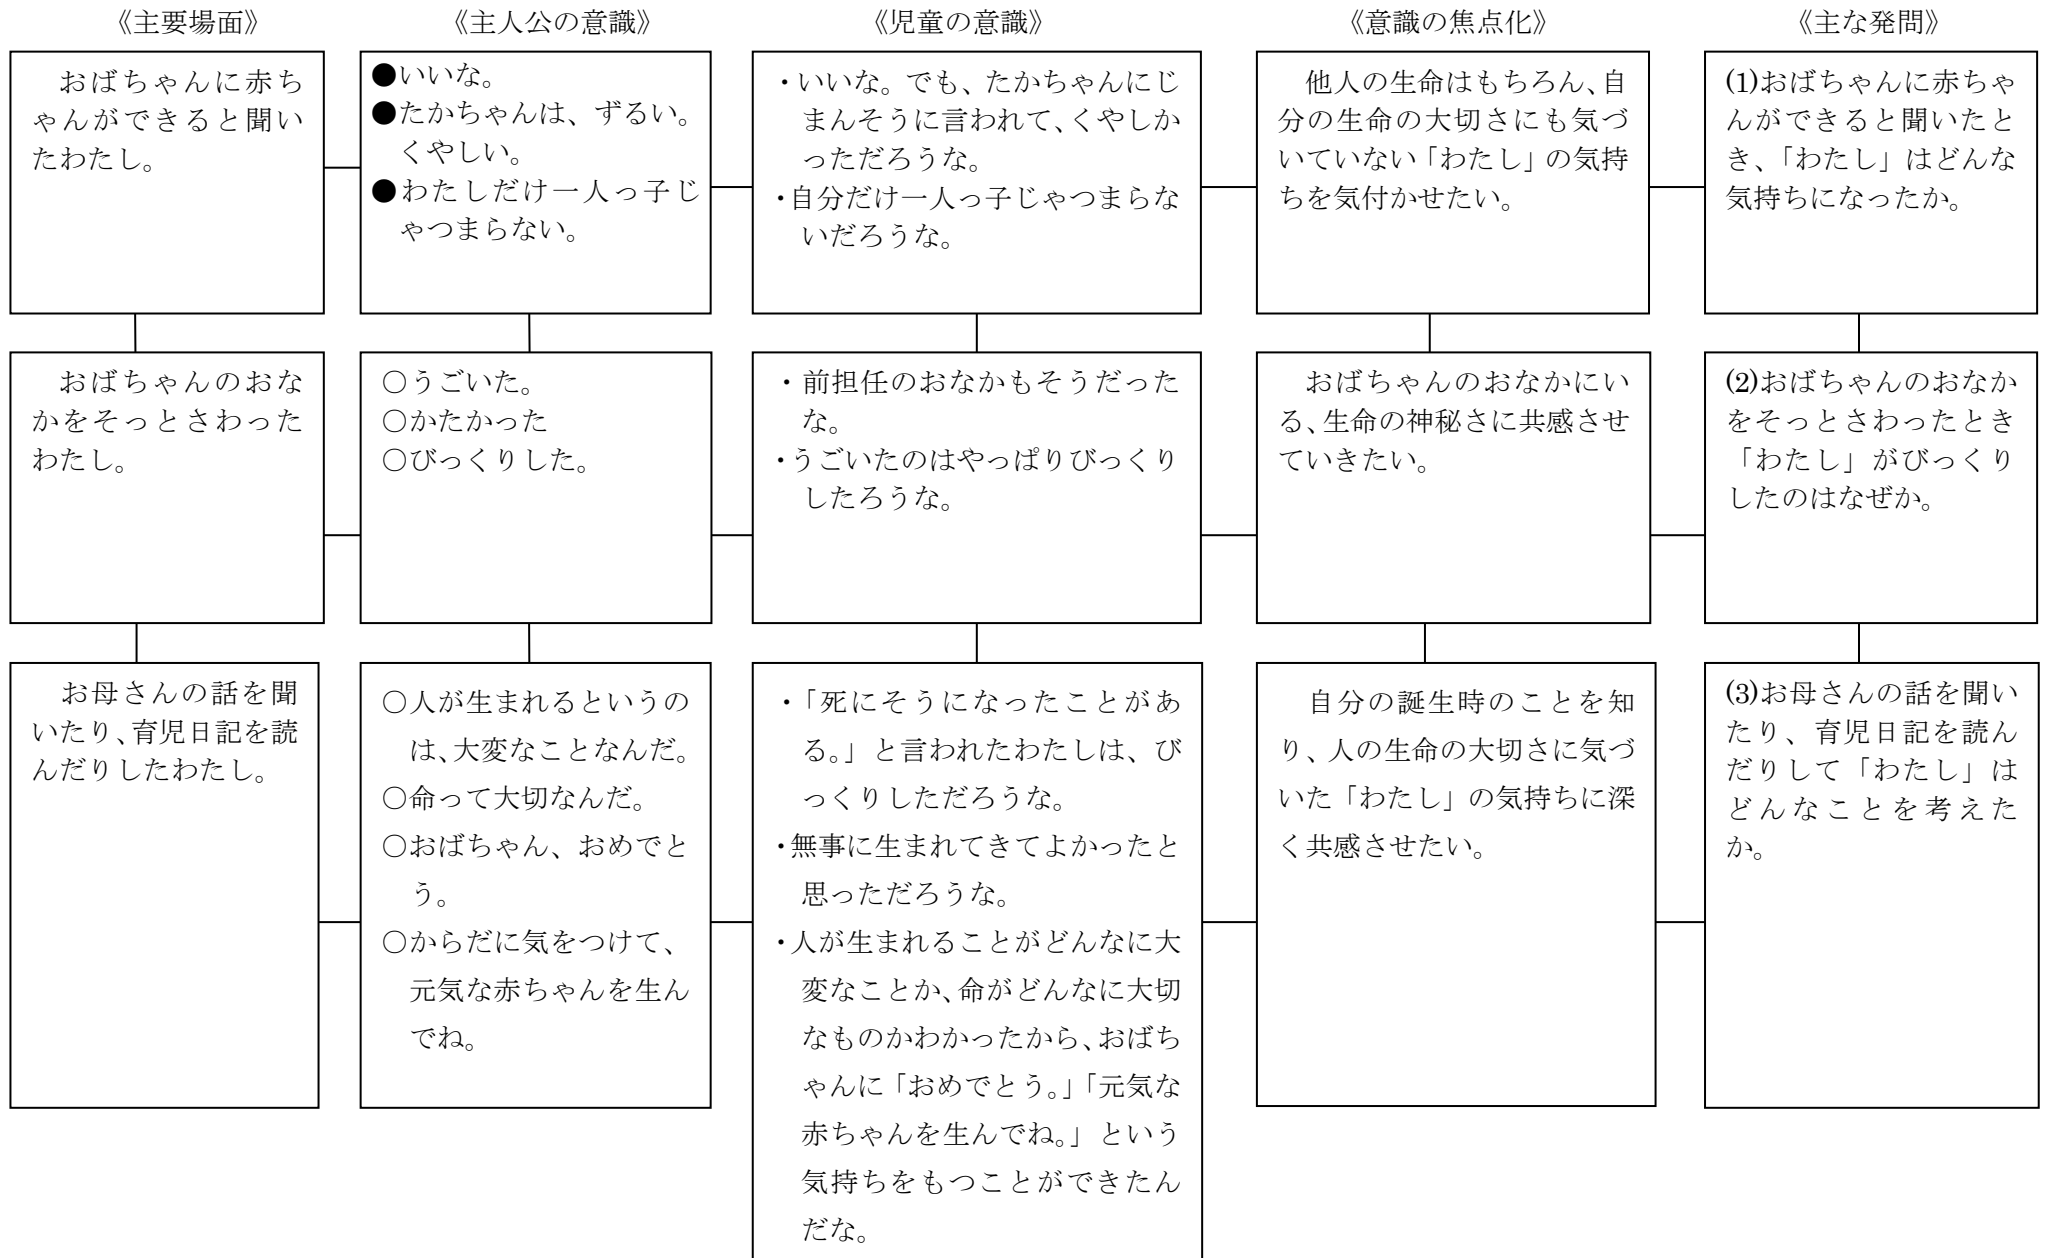 《主要場面》
《主人公の意識》
《児童の意識》
《意識の焦点化》
《主な発問》
おばちゃんに赤ち
ゃんができると聞い
たわたし。
●いいな。
●たかちゃんは、ずるい。
くやしい。
●わたしだけ一人っ子じ
ゃつまらない。
・いいな。でも、たかちゃんにじ
まんそうに言われて、くやしか
っただろうな。
・自分だけ一人っ子じゃつまらな
いだろうな。
他人の生命はもちろん、自
分の生命の大切さにも気づ
いていない「わたし」の気持
ちを気付かせたい。
(1)おばちゃんに赤ちゃ
んができると聞いたと
き、「わたし」はどんな
気持ちになったか。
おばちゃんのおな
かをそっとさわった
わたし。
○うごいた。
○かたかった
○びっくりした。
・前担任のおなかもそうだった
な。
・うごいたのはやっぱりびっくり
したろうな。
おばちゃんのおなかにい
る、生命の神秘さに共感させ
ていきたい。
(2)おばちゃんのおなか
をそっとさわったとき
「わたし」がびっくり
したのはなぜか。
お母さんの話を聞
いたり、育児日記を読
んだりしたわたし。
○人が生まれるというの
は、大変なことなんだ。
○命って大切なんだ。
○おばちゃん、おめでと
う。
○からだに気をつけて、
元気な赤ちゃんを生ん
でね。
・「死にそうになったことがあ
る。」と言われたわたしは、び
っくりしただろうな。
・無事に生まれてきてよかったと
思っただろうな。
・人が生まれることがどんなに大
変なことか、命がどんなに大切
なものかわかったから、おばち
ゃんに「おめでとう。」「元気な
赤ちゃんを生んでね。」という
気持ちをもつことができたん
だな。
自分の誕生時のことを知
り、人の生命の大切さに気づ
いた「わたし」の気持ちに深
く共感させたい。
(3)お母さんの話を聞い
たり、育児日記を読ん
だりして「わたし」は
どんなことを考えた
か。